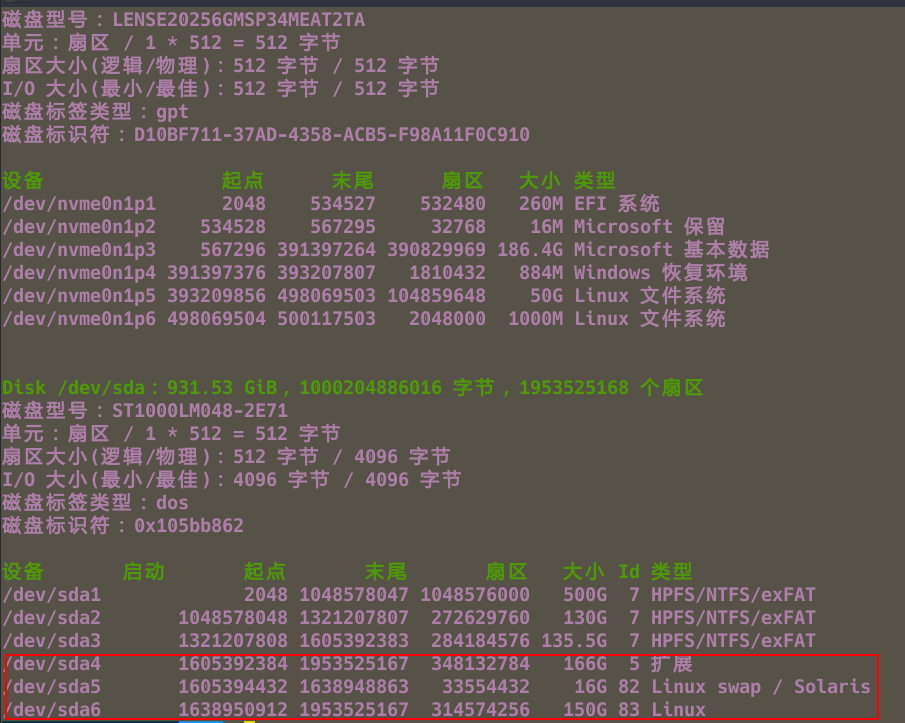 磁盘型号：LENSE20256GMSP34MEAT2TA
单元：扇区 / 1 * 512 = 512 字节
扇区大小(逻辑/物理)：512 字节 / 512 字节
I/O 大小(最小/最佳)：512 字节 / 512 字节
磁盘标签类型：gpt
磁盘标识符：D10BF711-37AD-4358-ACB5-F98A11F0C910
设备 起点 末尾 扇区 大小 类型
/dev/nvme0n1p1 2048 534527 532480 260M EFI 系统
/dev/nvme0n1p2 534528 567295 32768 16M Microsoft 保留
/dev/nvme0n1p3 567296 391397264 390829969 186.4G Microsoft 基本数据
/dev/nvme0n1p4 391397376 393207807 1810432 884M Windows 恢复环境
/dev/nvme0n1p5 393209856 498069503 104859648 50G Linux 文件系统
/dev/nvme0n1p6 498069504 500117503 2048000 1000M Linux 文件系统
Disk /dev/sda：931.53 GiB，1000204886016 字节，1953525168 个扇区
磁盘型号：ST1000LM048-2E71
单元：扇区 / 1 * 512 = 512 字节
扇区大小(逻辑/物理)：512 字节 / 4096 字节
I/O 大小(最小/最佳)：4096 字节 / 4096 字节
磁盘标签类型：dos
磁盘标识符：0x105bb862
设备 启动 起点 末尾 扇区 大小 Id 类型
/dev/sda1 2048 1048578047 1048576000 500G 7 HPFS/NTFS/exFAT
/dev/sda2 1048578048 1321207807 272629760 130G 7 HPFS/NTFS/exFAT
/dev/sda3 1321207808 1605392383 284184576 135.5G 7 HPFS/NTFS/exFAT
/dev/sda4 1605392384 1953525167 348132784 166G 5 扩展
/dev/sda5 1605394432 1638948863 33554432 16G 82 Linux swap / Solaris
/dev/sda6 1638950912 1953525167 314574256 150G 83 Linux